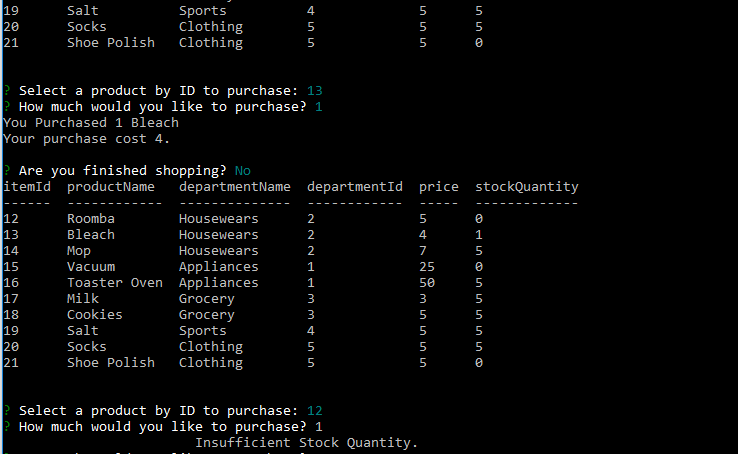 19      Salt          Sports          4             5      5
20      Socks         Clothing        5             5      5
21      Shoe Polish   Clothing        5             5      0
? Select a product by ID to purchase: 13
? How much would you like to purchase? 1
You Purchased 1 Bleach
Your purchase cost 4.
? Are you finished shopping? No
itemId  productName   departmentName  departmentId  price  stockQuantity
------  ------------  --------------  ------------  -----  -------------
12      Roomba        Housewears      2             5      0
13      Bleach        Housewears      2             4      1
14      Mop           Housewears      2             7      5
15      Vacuum        Appliances      1             25     0
16      Toaster Oven  Appliances      1             50     5
17      Milk          Grocery         3             3      5
18      Cookies       Grocery         3             5      5
19      Salt          Sports          4             5      5
20      Socks         Clothing        5             5      5
21      Shoe Polish   Clothing        5             5      0
? Select a product by ID to purchase: 12
? How much would you like to purchase? 1
Insufficient Stock Quantity.